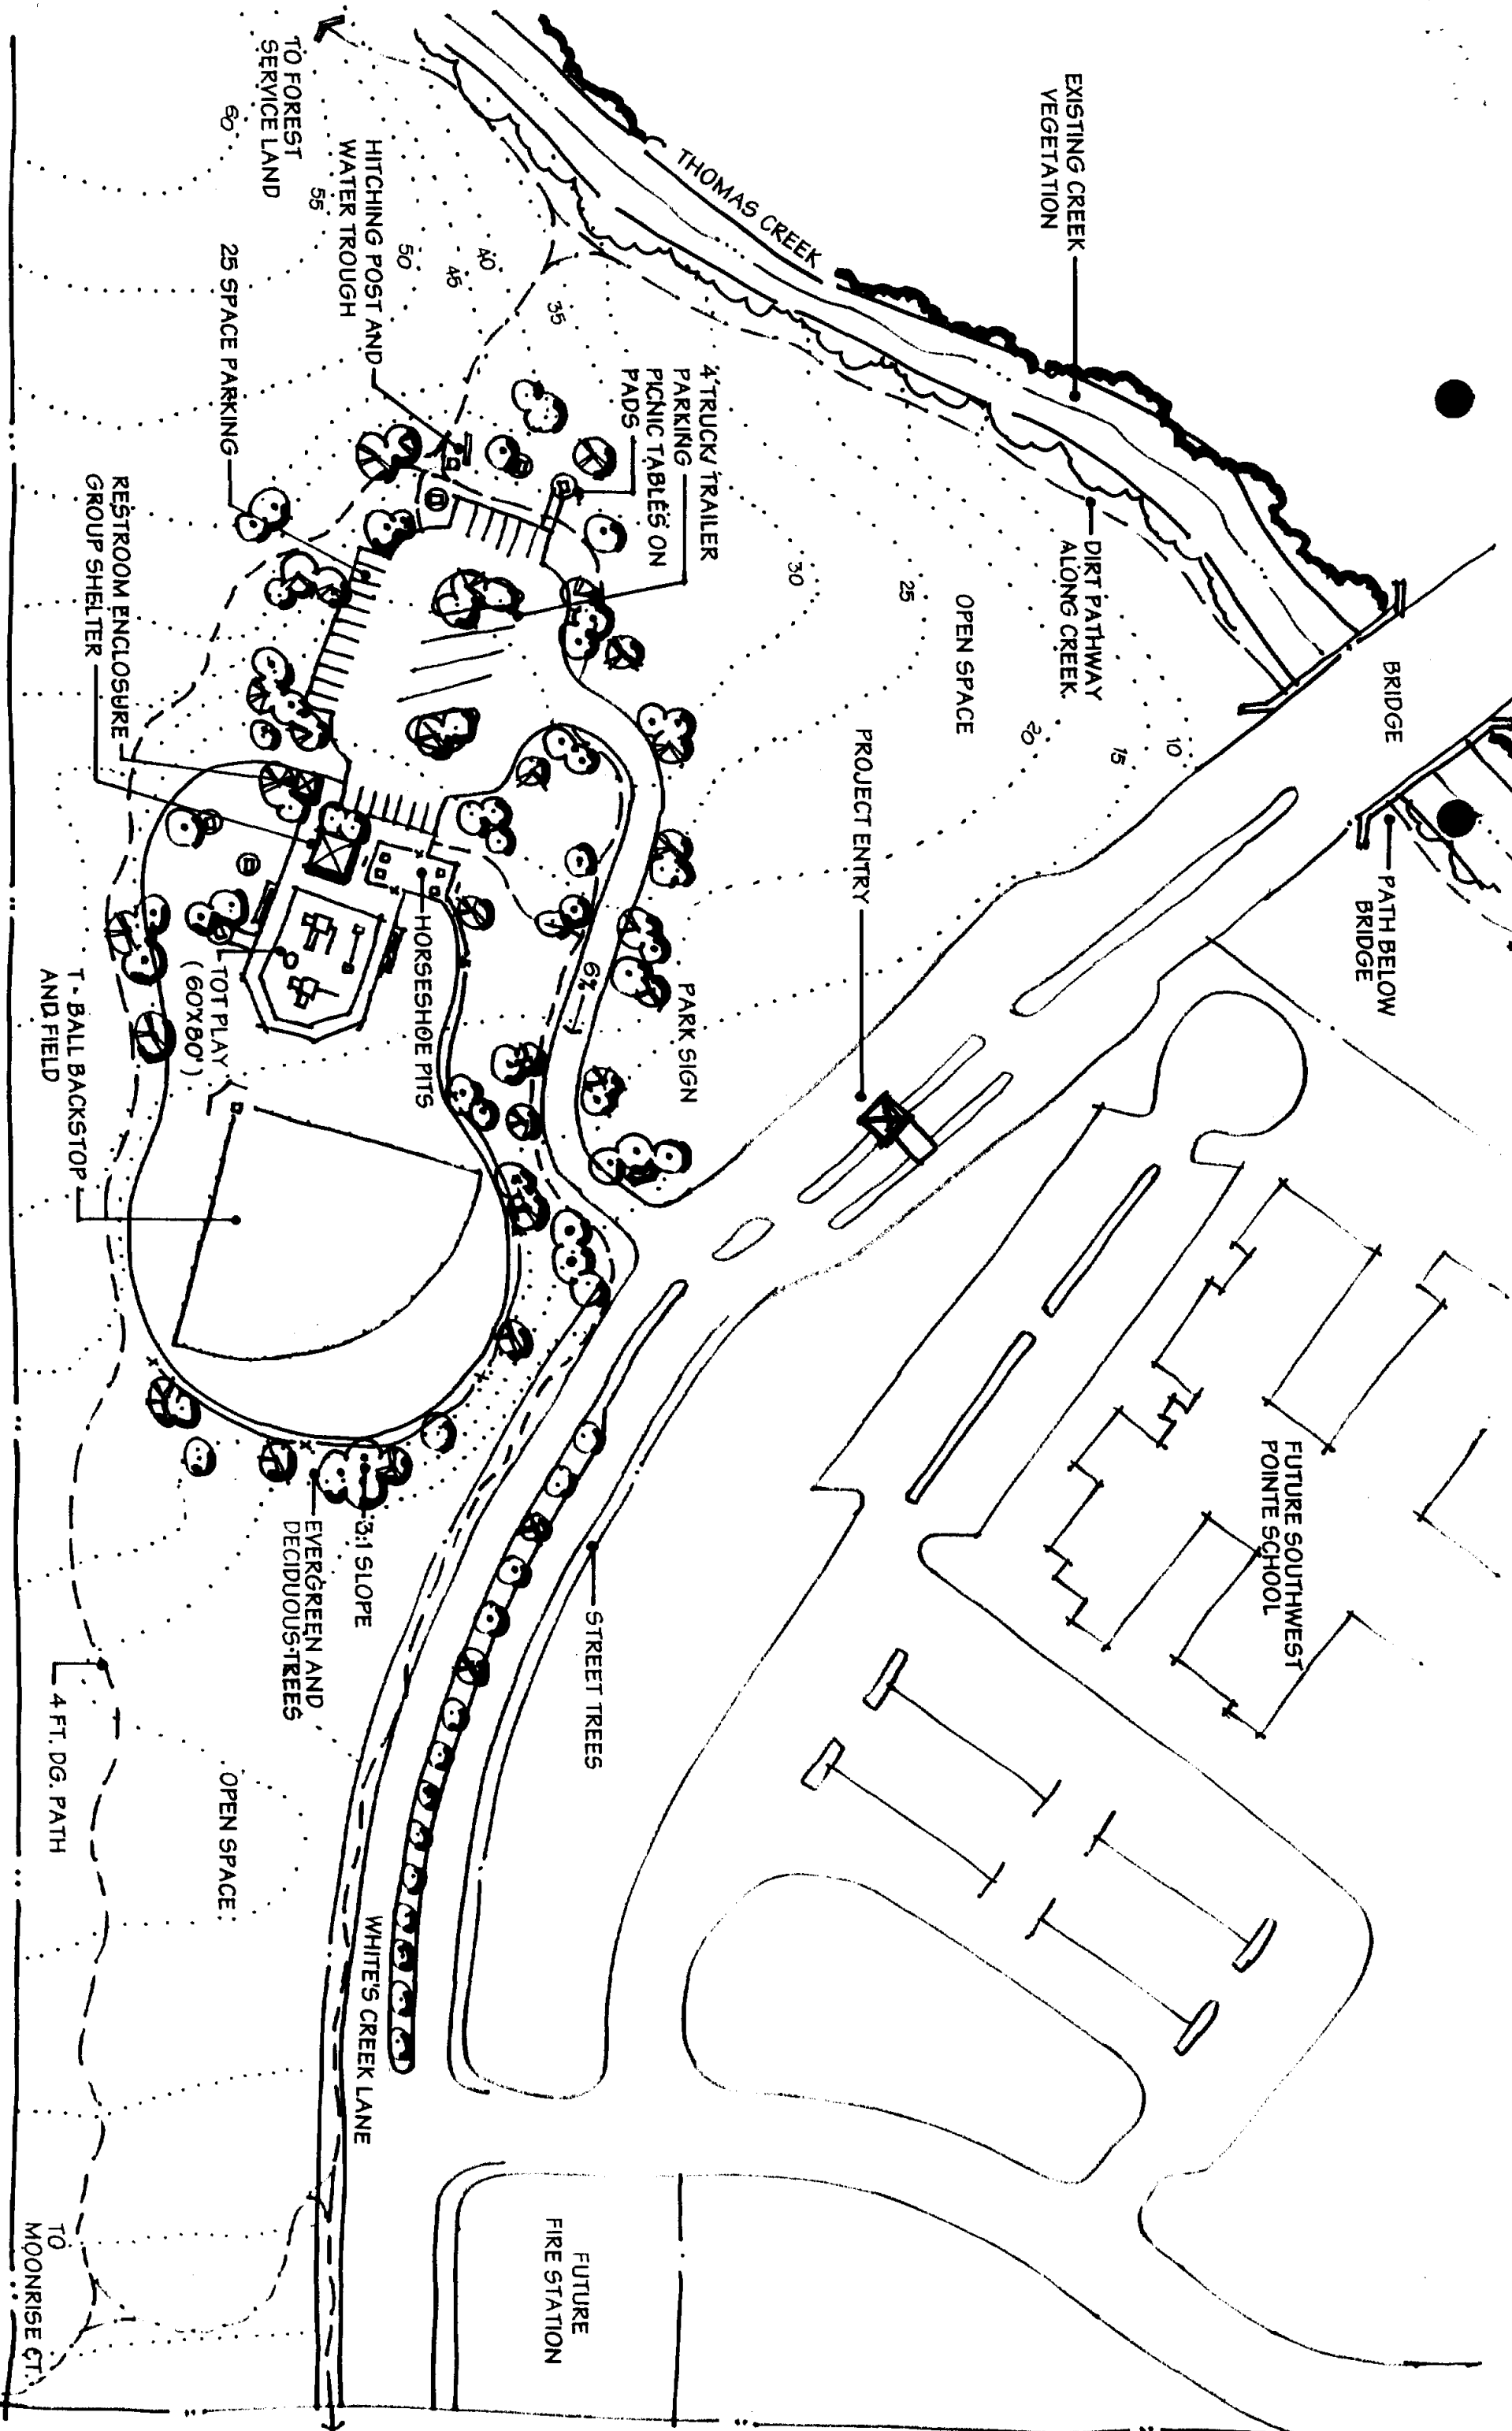 EXISTING CREEK
VEGETATION
THOMAS CREEK
TO FOREST
SERVICE LAND
60
55
50
45
40
35
30
25
20
15
10
HITCHING POST AND
WATER TROUGH
25 SPACE PARKING
4 TRUCK/ TRAILER
PARKING
PICNIC TABLES ON
PADS
RESTROOM ENCLOSURE
GROUP SHELTER
DIRT PATHWAY
ALONG CREEK
OPEN SPACE
BRIDGE
PATH BELOW
BRIDGE
PROJECT ENTRY
HORSESHOE PITS
6%
PARK SIGN
TOT PLAY
(60X80')
T-BALL BACKSTOP
AND FIELD
FUTURE SOUTHWEST
POINTE SCHOOL
3:1 SLOPE
EVERGREEN AND
DECIDUOUS TREES
STREET TREES
4 FT. DG. PATH
OPEN SPACE
WHITE'S CREEK LANE
FUTURE
FIRE STATION
TO
MOONRISE CT.